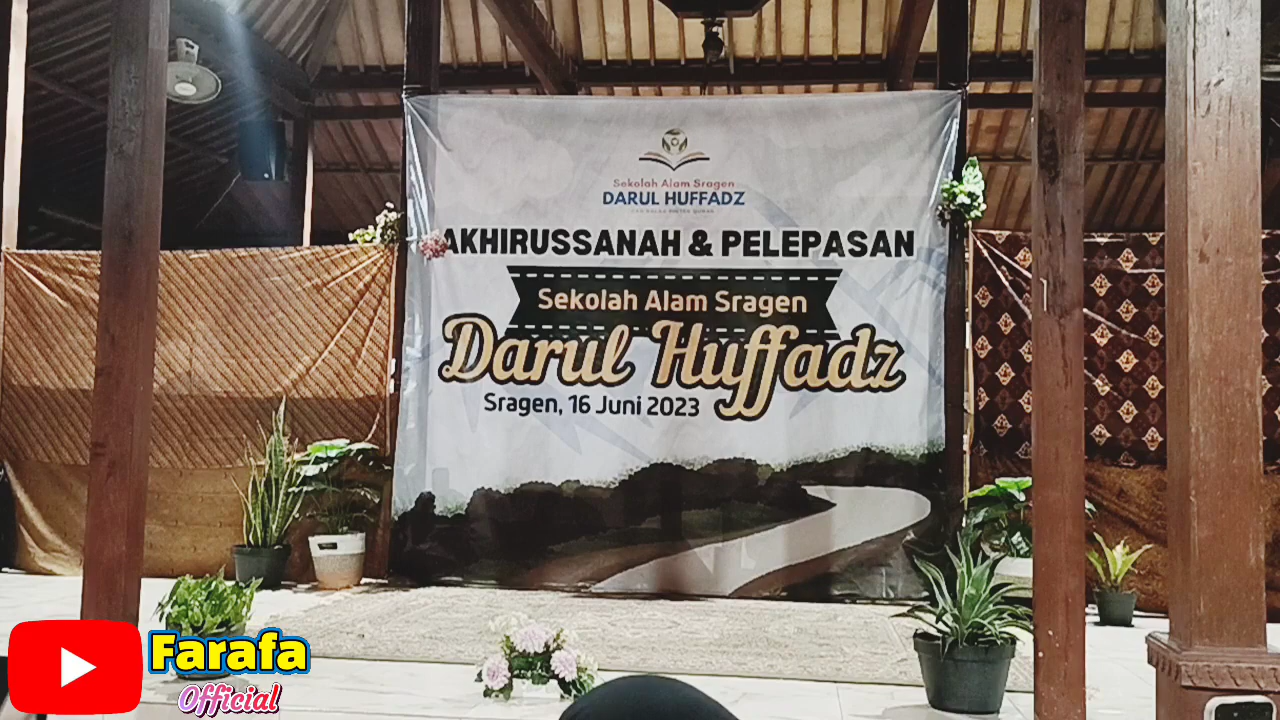 Sekolah Alam Sragen
DARUL HUFFADZ
AKHIRUSSANAH & PELEPASAN
Sekolah Alam Sragen
Darul Huffadz
Sragen, 16 Juni 2023
Farafa
Official